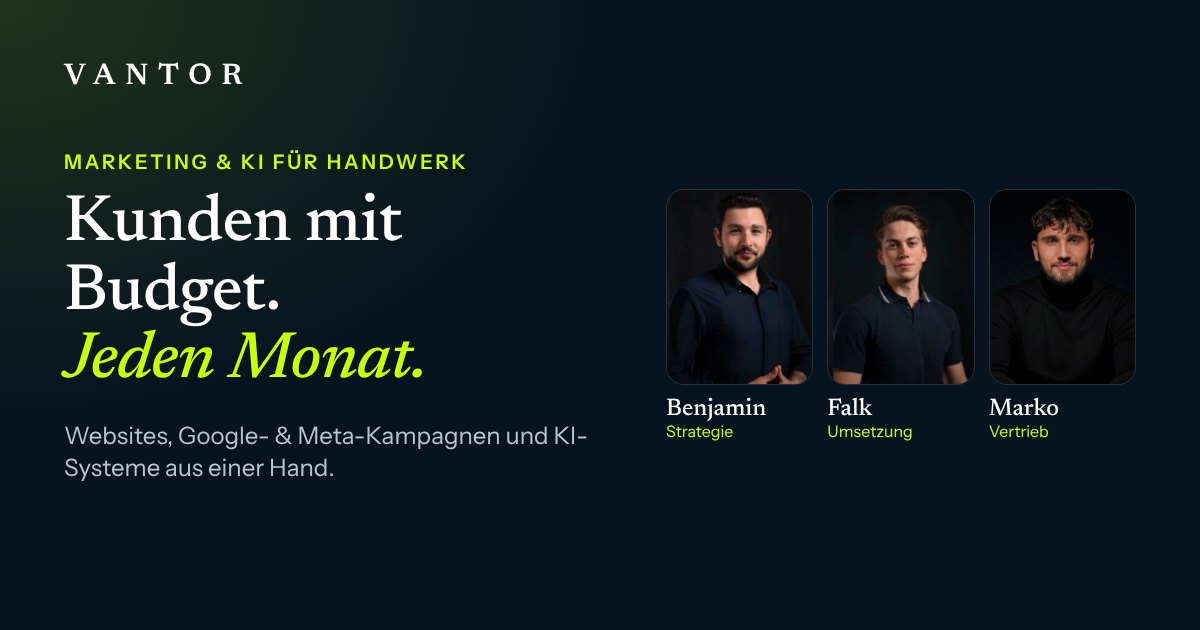 VANTOR
MARKETING & KI FÜR HANDWERK
Kunden mit
Budget.
Jeden Monat.
Websites, Google- & Meta-Kampagnen und KI-
Systeme aus einer Hand.
Benjamin
Strategie
Falk
Umsetzung
Marko
Vertrieb